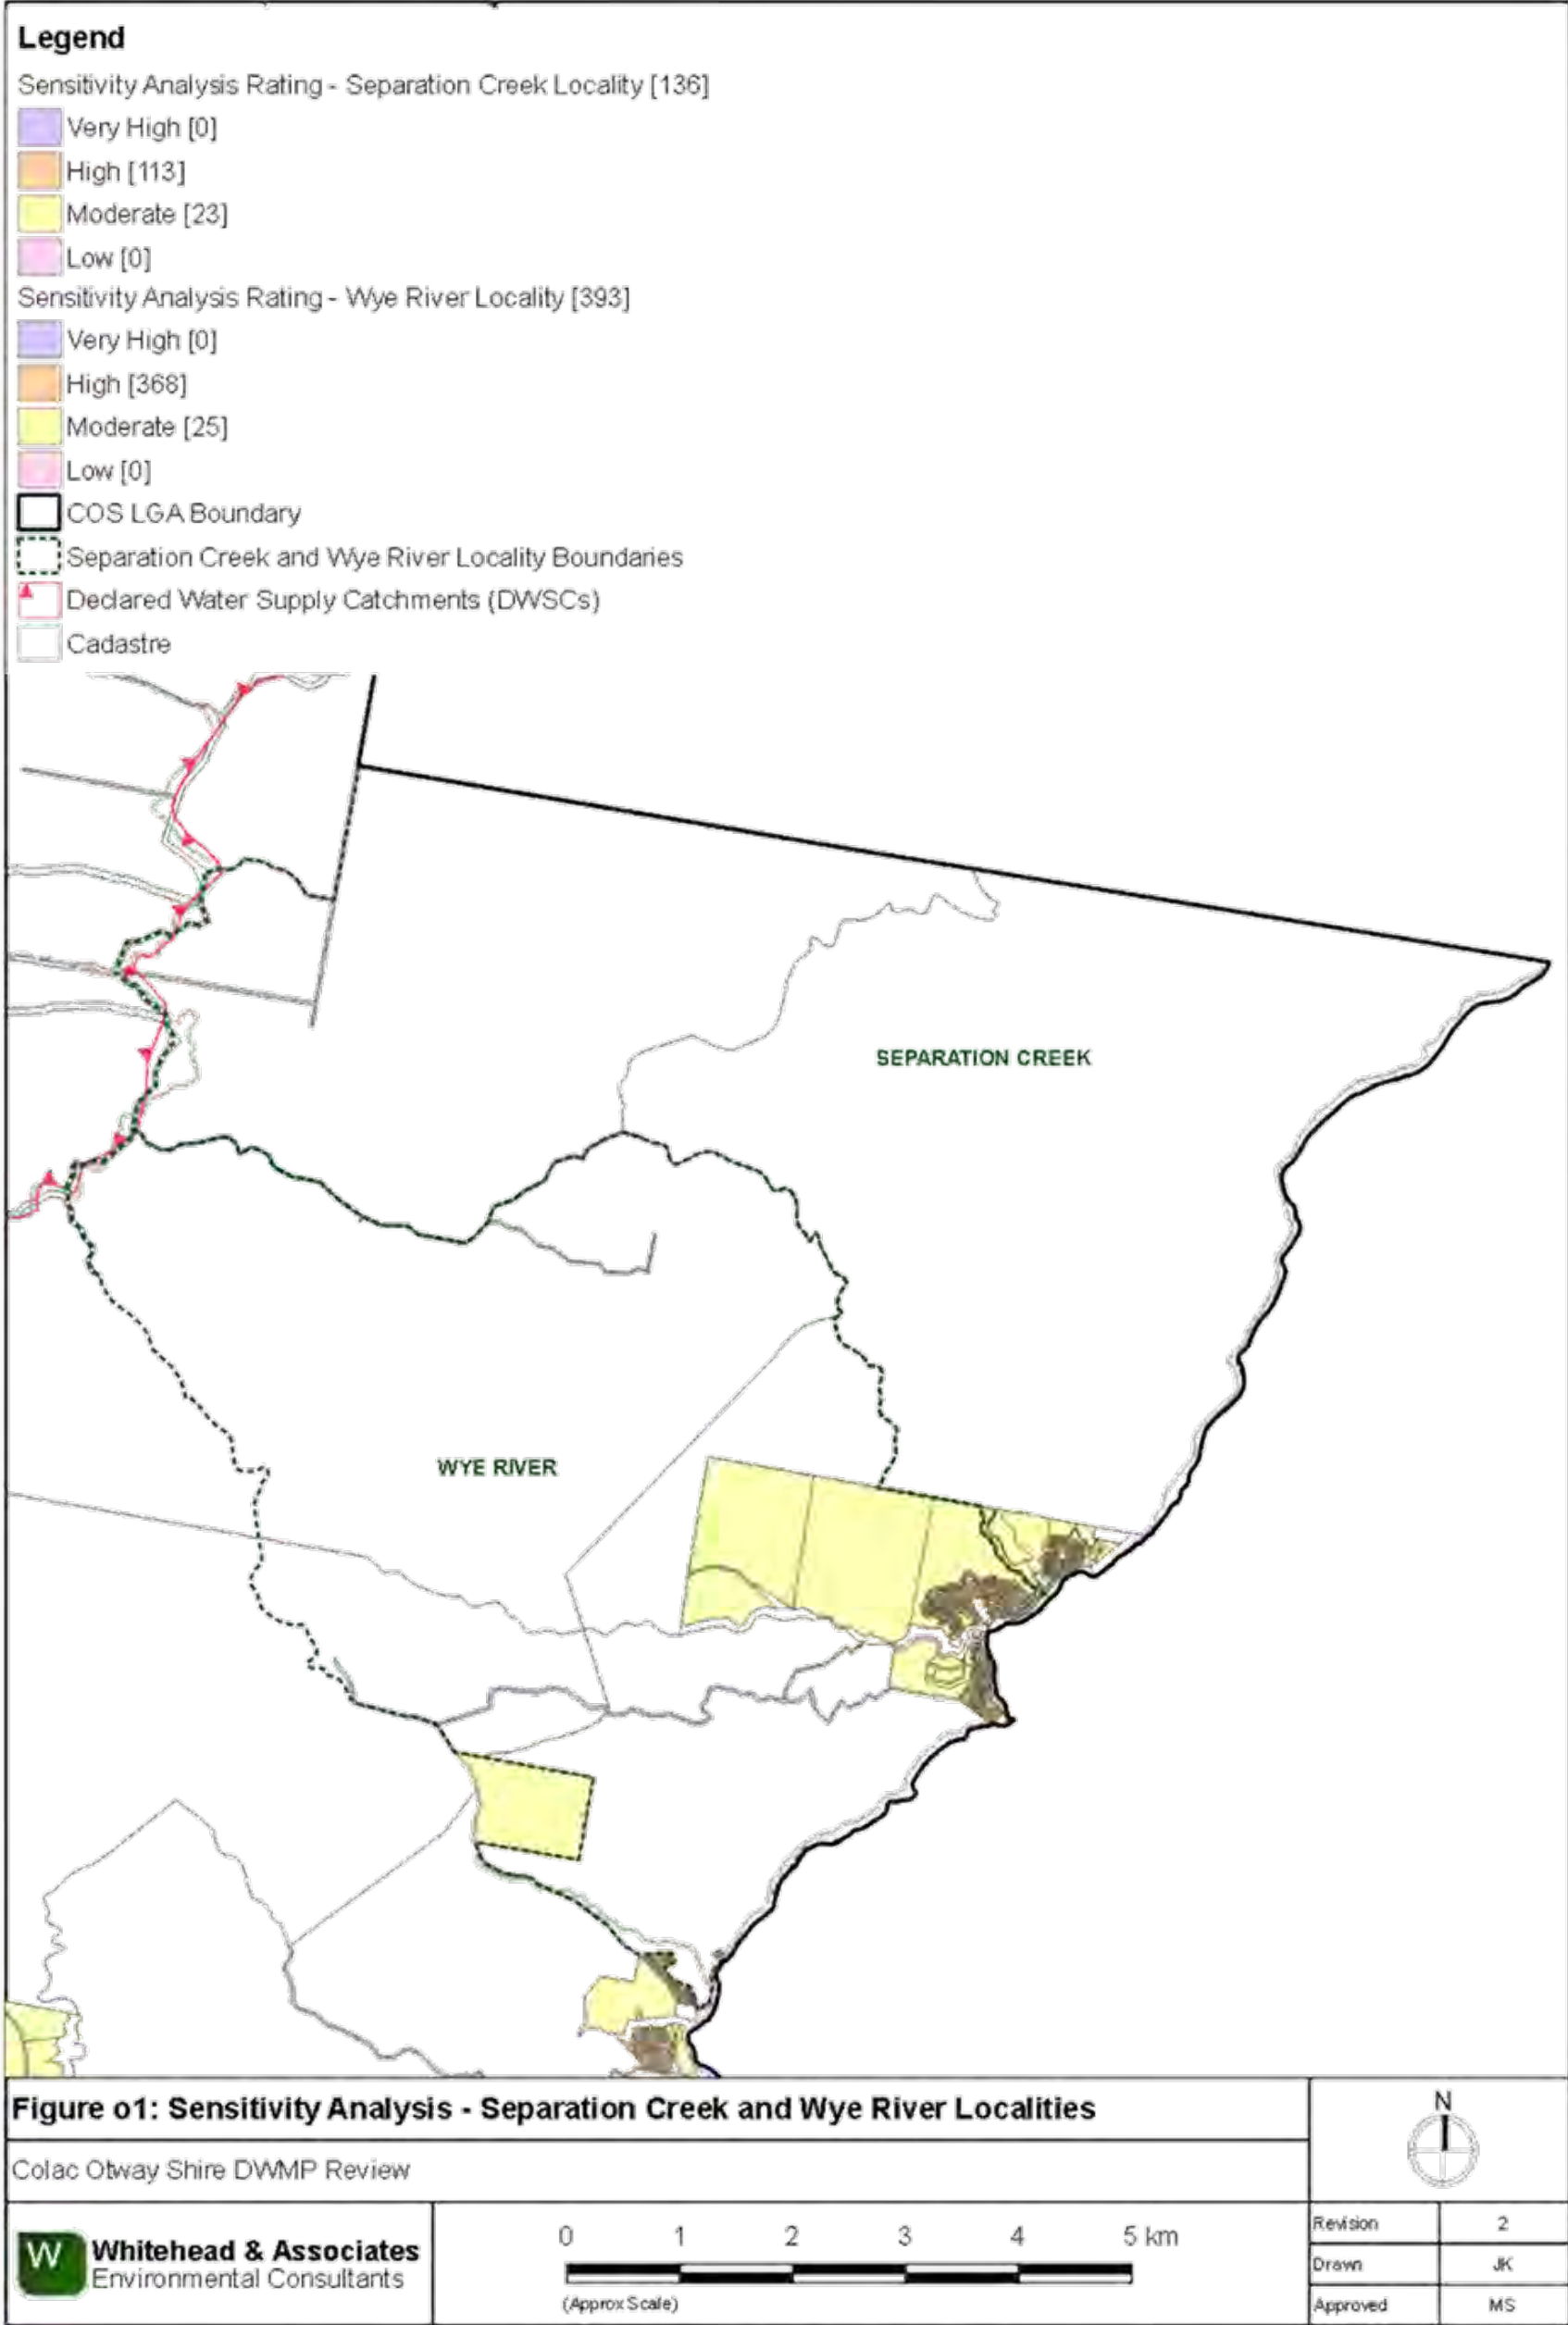 Legend
Sensitivity Analysis Rating - Separation Creek Locality [136]
Very High [0]
High [113]
Moderate [23]
Low [0]
Sensitivity Analysis Rating - Wye River Locality [393]
Very High [0]
High [368]
Moderate [25]
Low [0]
COS LGA Boundary
Separation Creek and Wye River Locality Boundaries
Declared Water Supply Catchments (DWSCs)
Cadastre
SEPARATION CREEK
WYE RIVER
Figure o1: Sensitivity Analysis - Separation Creek and Wye River Localities
N
Colac Otway Shire DWMP Review
W
Whitehead & Associates
Environmental Consultants
0 1 2 3 4 5 km
(Approx Scale)
Revision 2
Drawn JK
Approved MS